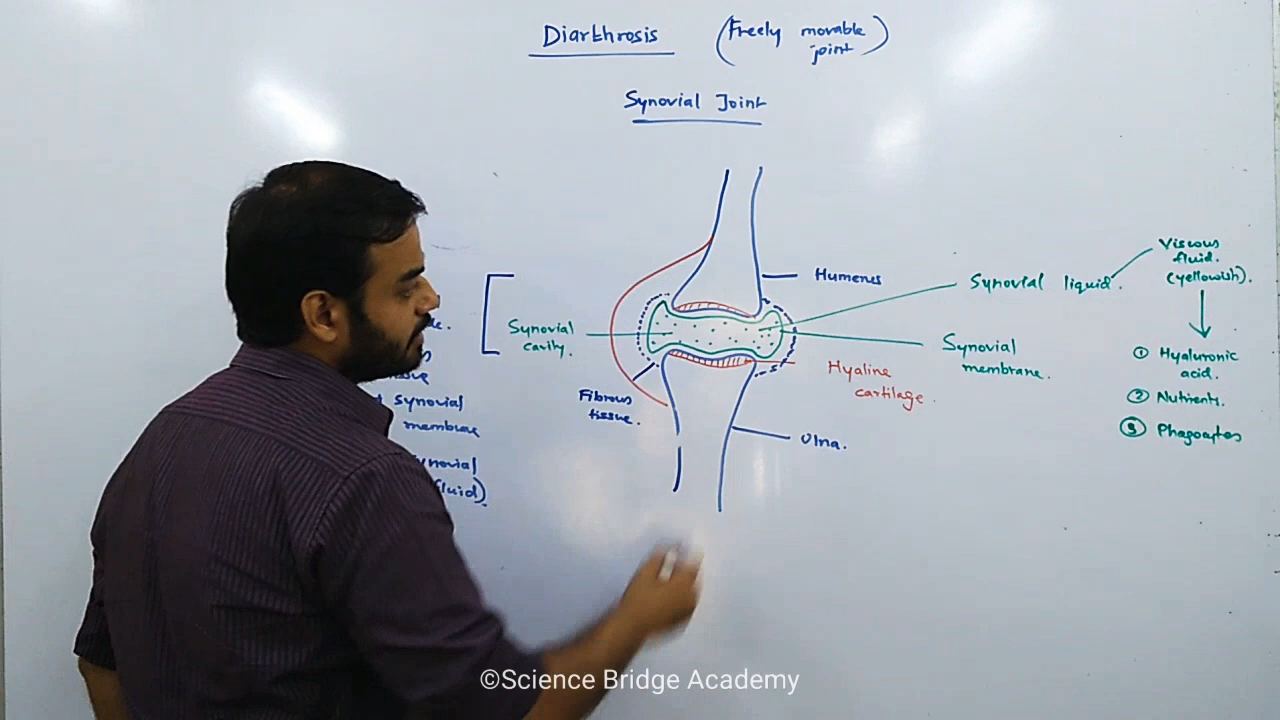 Diarthrosis
(Freely movable
joint)
Synovial Joint
Humerus
Synovial
cavity.
Fibrous
tissue.
Synovial liquid.
Viscous
fluid.
(yellowish).
Synovial
membrane.
Hyaline
cartilage.
Ulna.
① Hyaluronic
acid.
② Nutrients.
③ Phagocytes
synovial
membrane
fluid).
©Science Bridge Academy